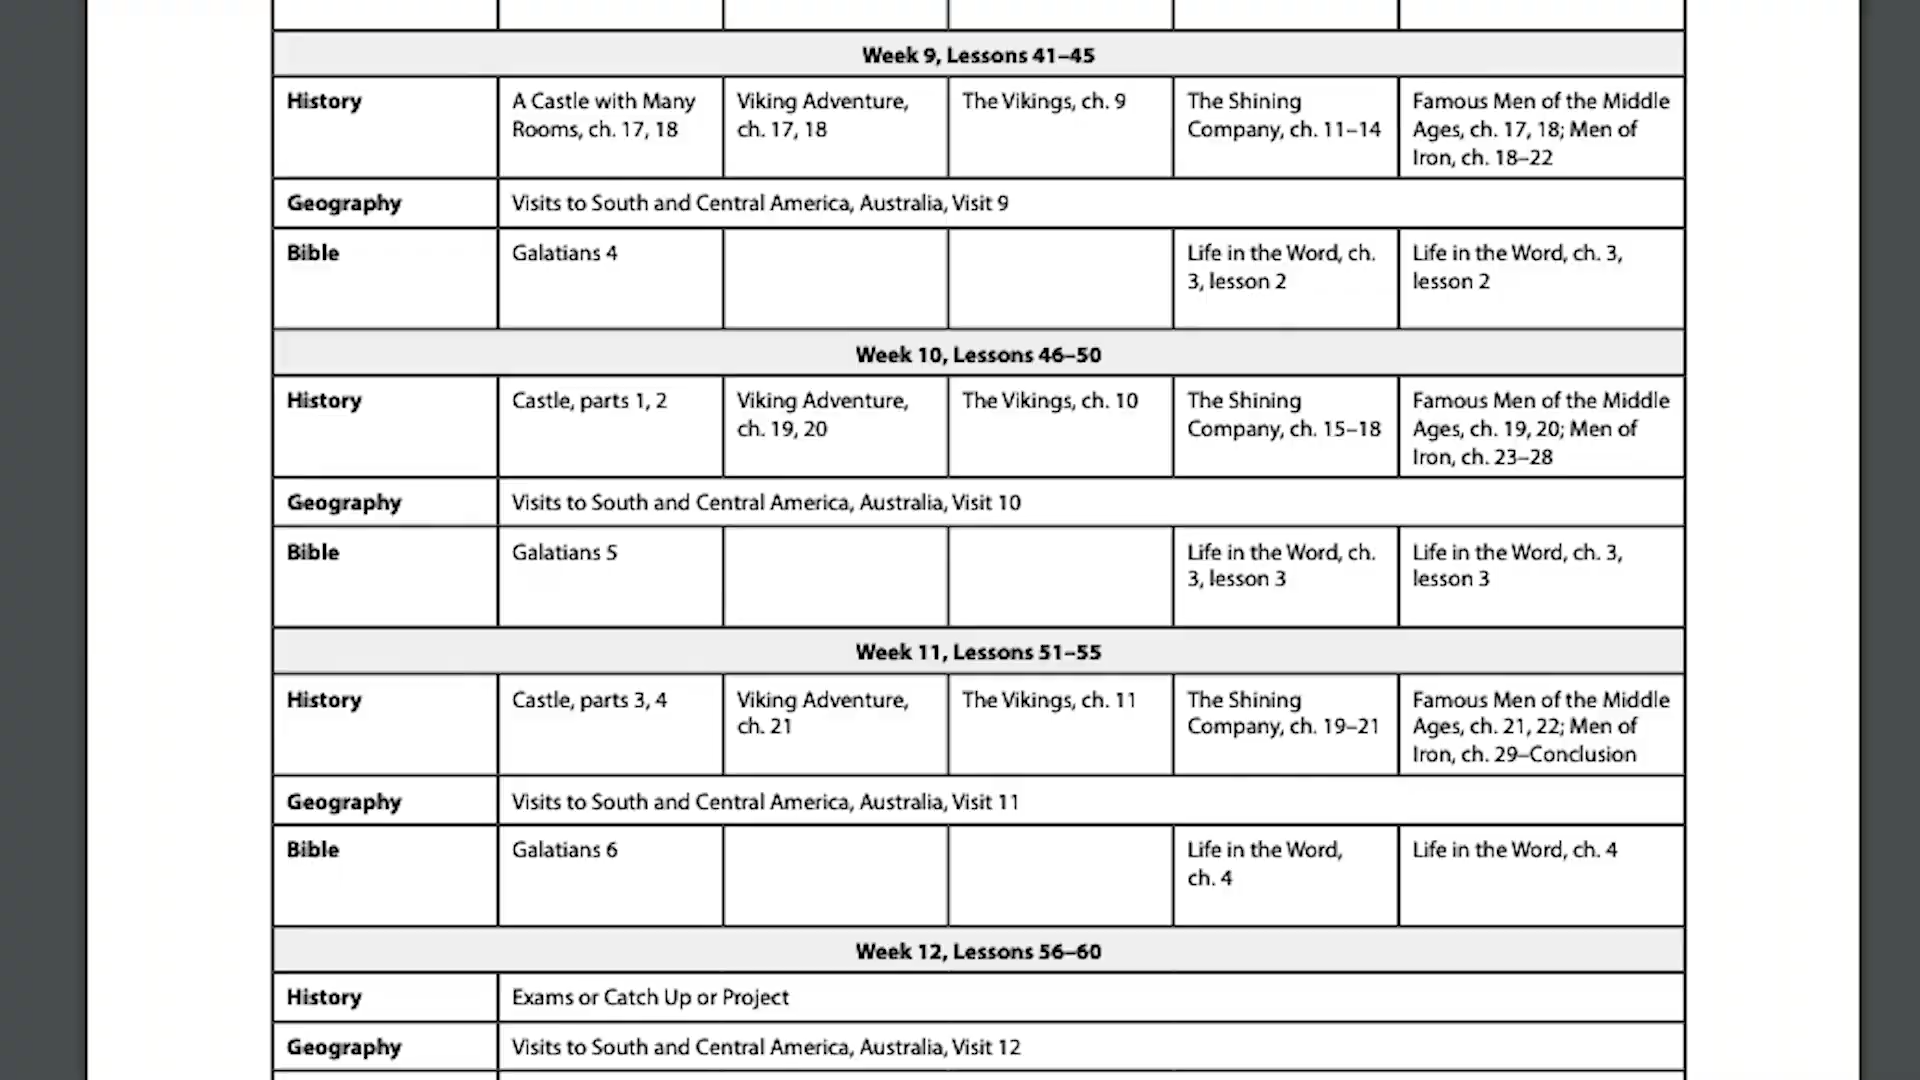 Week 9, Lessons 41–45
History
A Castle with Many
Rooms, ch. 17, 18
Viking Adventure,
ch. 17, 18
The Vikings, ch. 9
The Shining
Company, ch. 11–14
Famous Men of the Middle
Ages, ch. 17, 18; Men of
Iron, ch. 18–22
Geography
Visits to South and Central America, Australia, Visit 9
Bible
Galatians 4
Life in the Word, ch.
3, lesson 2
Life in the Word, ch. 3,
lesson 2
Week 10, Lessons 46–50
History
Castle, parts 1, 2
Viking Adventure,
ch. 19, 20
The Vikings, ch. 10
The Shining
Company, ch. 15–18
Famous Men of the Middle
Ages, ch. 19, 20; Men of
Iron, ch. 23–28
Geography
Visits to South and Central America, Australia, Visit 10
Bible
Galatians 5
Life in the Word, ch.
3, lesson 3
Life in the Word, ch. 3,
lesson 3
Week 11, Lessons 51–55
History
Castle, parts 3, 4
Viking Adventure,
ch. 21
The Vikings, ch. 11
The Shining
Company, ch. 19–21
Famous Men of the Middle
Ages, ch. 21, 22; Men of
Iron, ch. 29–Conclusion
Geography
Visits to South and Central America, Australia, Visit 11
Bible
Galatians 6
Life in the Word,
ch. 4
Life in the Word, ch. 4
Week 12, Lessons 56–60
History
Exams or Catch Up or Project
Geography
Visits to South and Central America, Australia, Visit 12